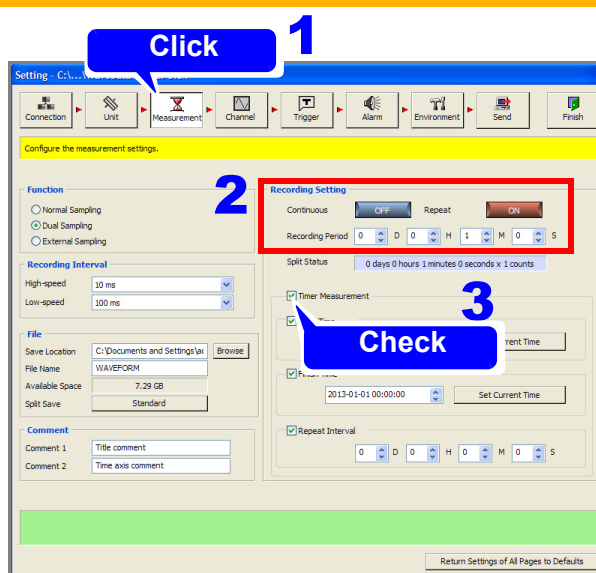 1
Click
Setting - C:\...\
Connection
Unit
Measurement
Channel
Trigger
Alarm
Environment
Send
Finish
Configure the measurement settings.
2
Function
Normal Sampling
Dual Sampling
External Sampling
Recording Interval
High-speed 10 ms
Low-speed 100 ms
File
Save Location C:\Documents and Settings\ Browse
File Name WAVEFORM
Available Space 7.29 GB
Split Save Standard
Comment
Comment 1 Title comment
Comment 2 Time axis comment
Recording Setting
Continuous OFF Repeat ON
Recording Period 0 D 0 H 1 M 0 S
Split Status 0 days 0 hours 1 minutes 0 seconds x 1 counts
Timer Measurement
3
Check
Time
Finish Time
2013-01-01 00:00:00 Set Current Time
Repeat Interval
0 D 0 H 0 M 0 S
Return Settings of All Pages to Defaults